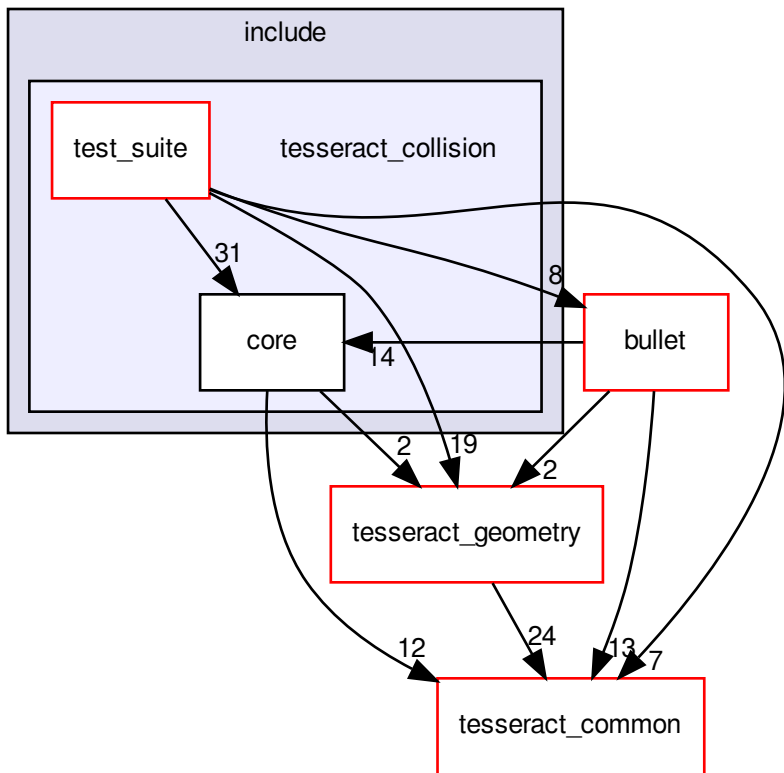 include
test_suite
tesseract_collision
31
8
core
bullet
14
2
19
2
tesseract_geometry
24
12
13
7
tesseract_common